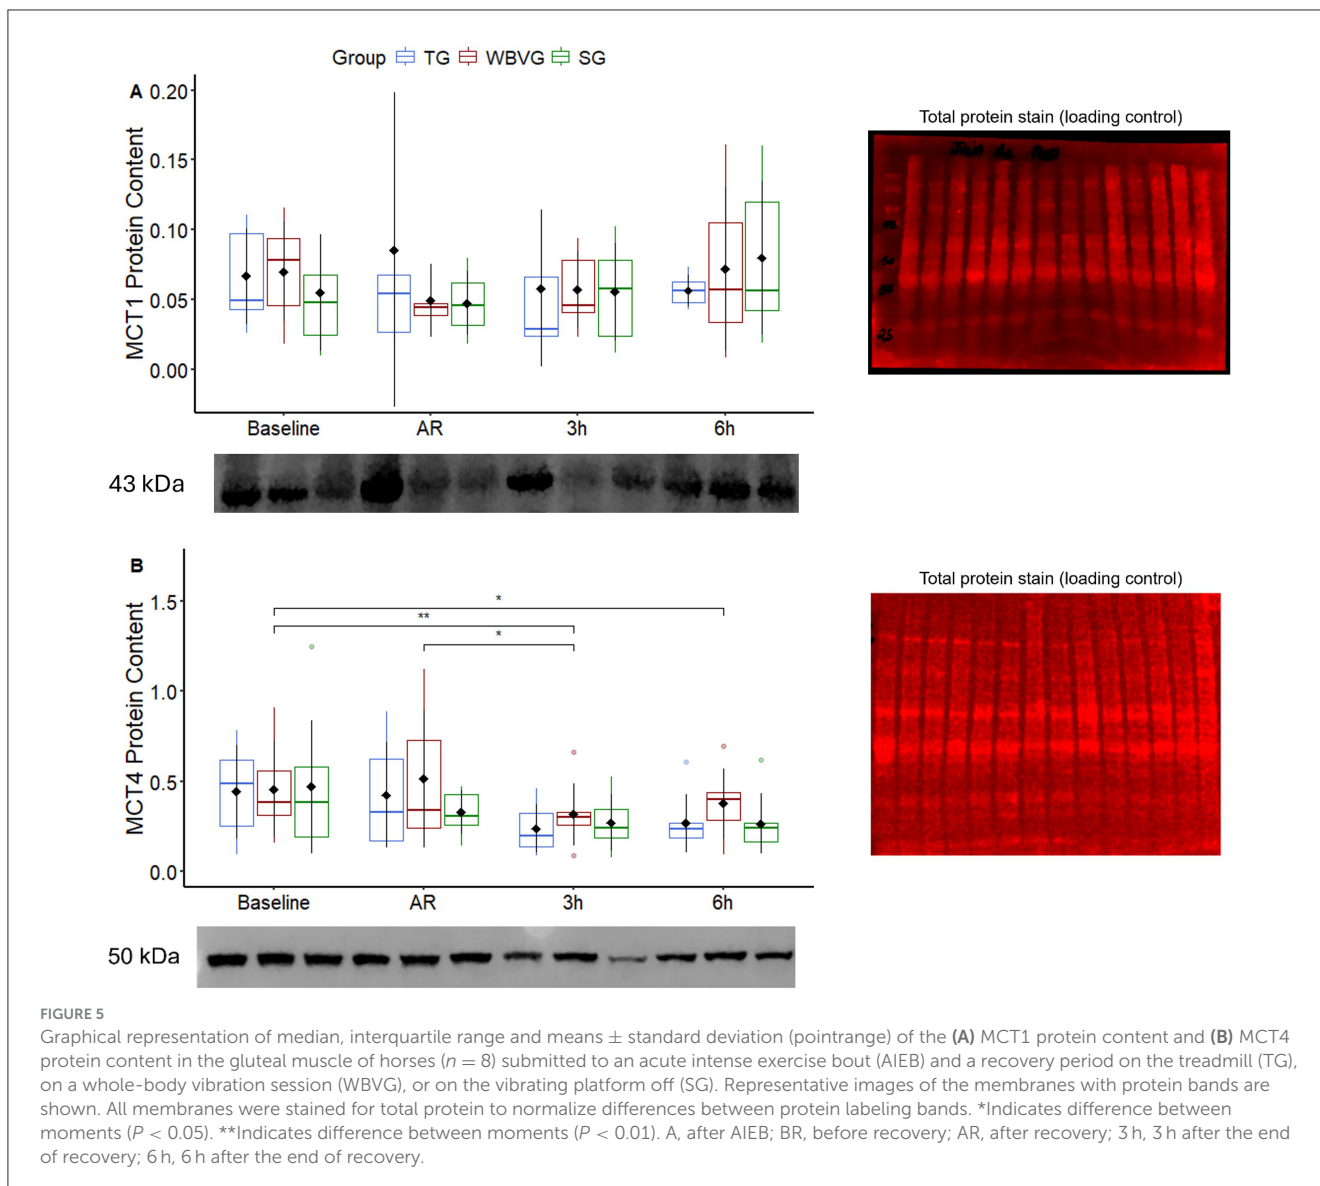 Group TG WBVG SG
A
MCT1 Protein Content
0.20
0.15
0.10
0.05
0.00
Baseline AR 3h 6h
43 kDa
Total protein stain (loading control)
25
B
MCT4 Protein Content
1.5
1.0
0.5
0.0
*
**
*
Baseline AR 3h 6h
50 kDa
Total protein stain (loading control)
FIGURE 5
Graphical representation of median, interquartile range and means ± standard deviation (pointrange) of the (A) MCT1 protein content and (B) MCT4
protein content in the gluteal muscle of horses (n = 8) submitted to an acute intense exercise bout (AIEB) and a recovery period on the treadmill (TG),
on a whole-body vibration session (WBVG), or on the vibrating platform off (SG). Representative images of the membranes with protein bands are
shown. All membranes were stained for total protein to normalize differences between protein labeling bands. *Indicates difference between
moments (P < 0.05). **Indicates difference between moments (P < 0.01). A, after AIEB; BR, before recovery; AR, after recovery; 3 h, 3 h after the end
of recovery; 6 h, 6 h after the end of recovery.